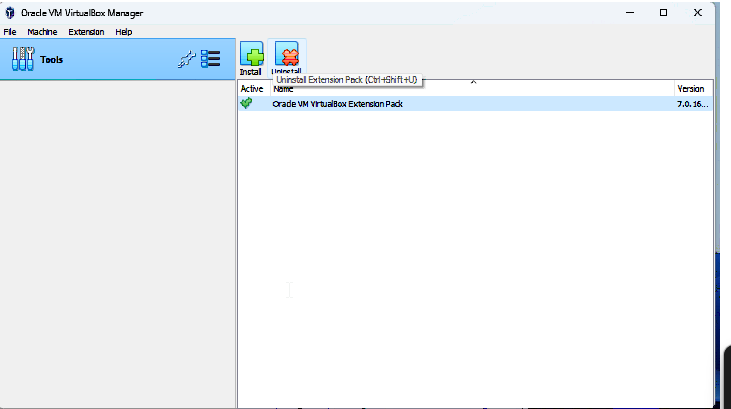 Oracle VM VirtualBox Manager
File Machine Extension Help
Tools
Install Uninstall
Uninstall Extension Pack (Ctrl+Shift+U)
Active Name Version
Oracle VM VirtualBox Extension Pack 7.0.16...